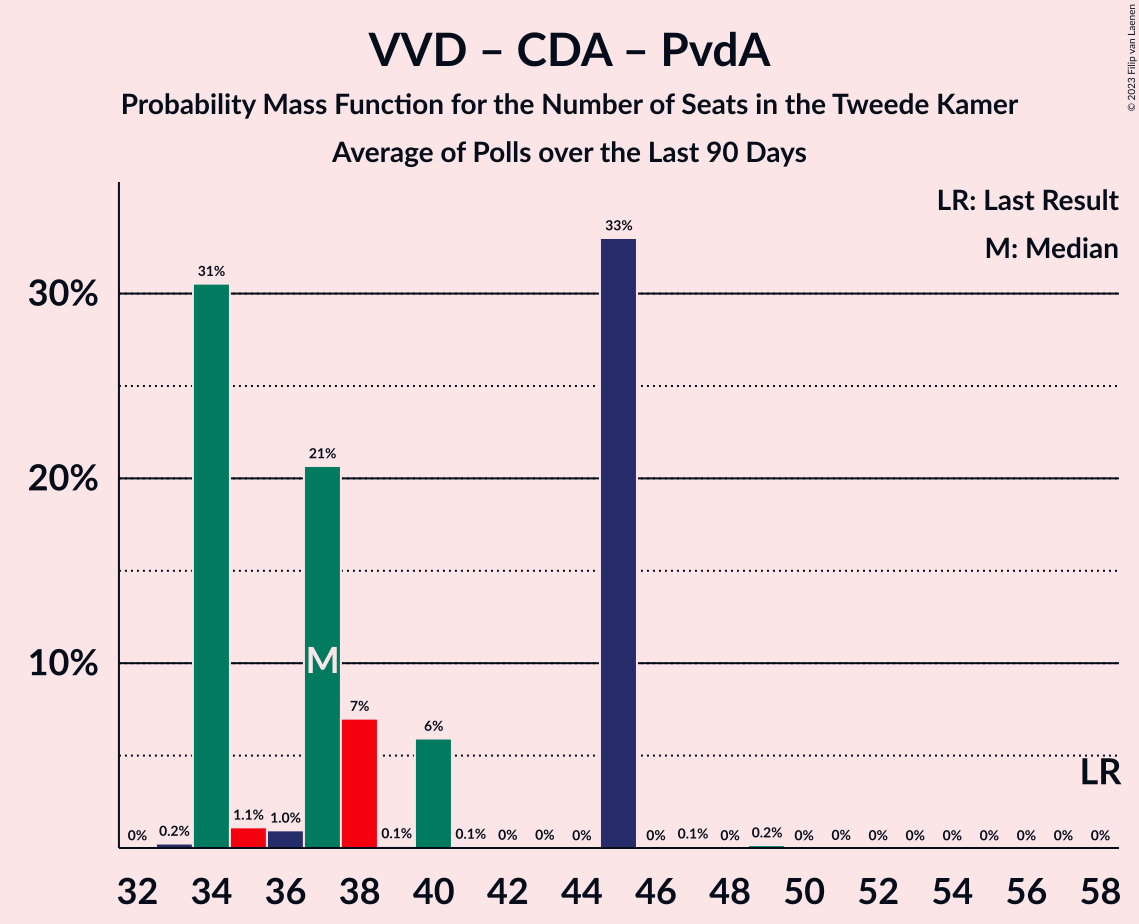 VVD – CDA – PvdA
Probability Mass Function for the Number of Seats in the Tweede Kamer
Average of Polls over the Last 90 Days
© 2023 Filip van Laenen
LR: Last Result
M: Median
30%
20%
10%
0% 0.2% 31% 1.1% 1.0% 21% 7% 0.1% 6% 0.1% 0% 0% 0% 33% 0% 0.1% 0% 0.2% 0% 0% 0% 0% 0% 0% 0% 0% 0%
M
LR
32 34 36 38 40 42 44 46 48 50 52 54 56 58